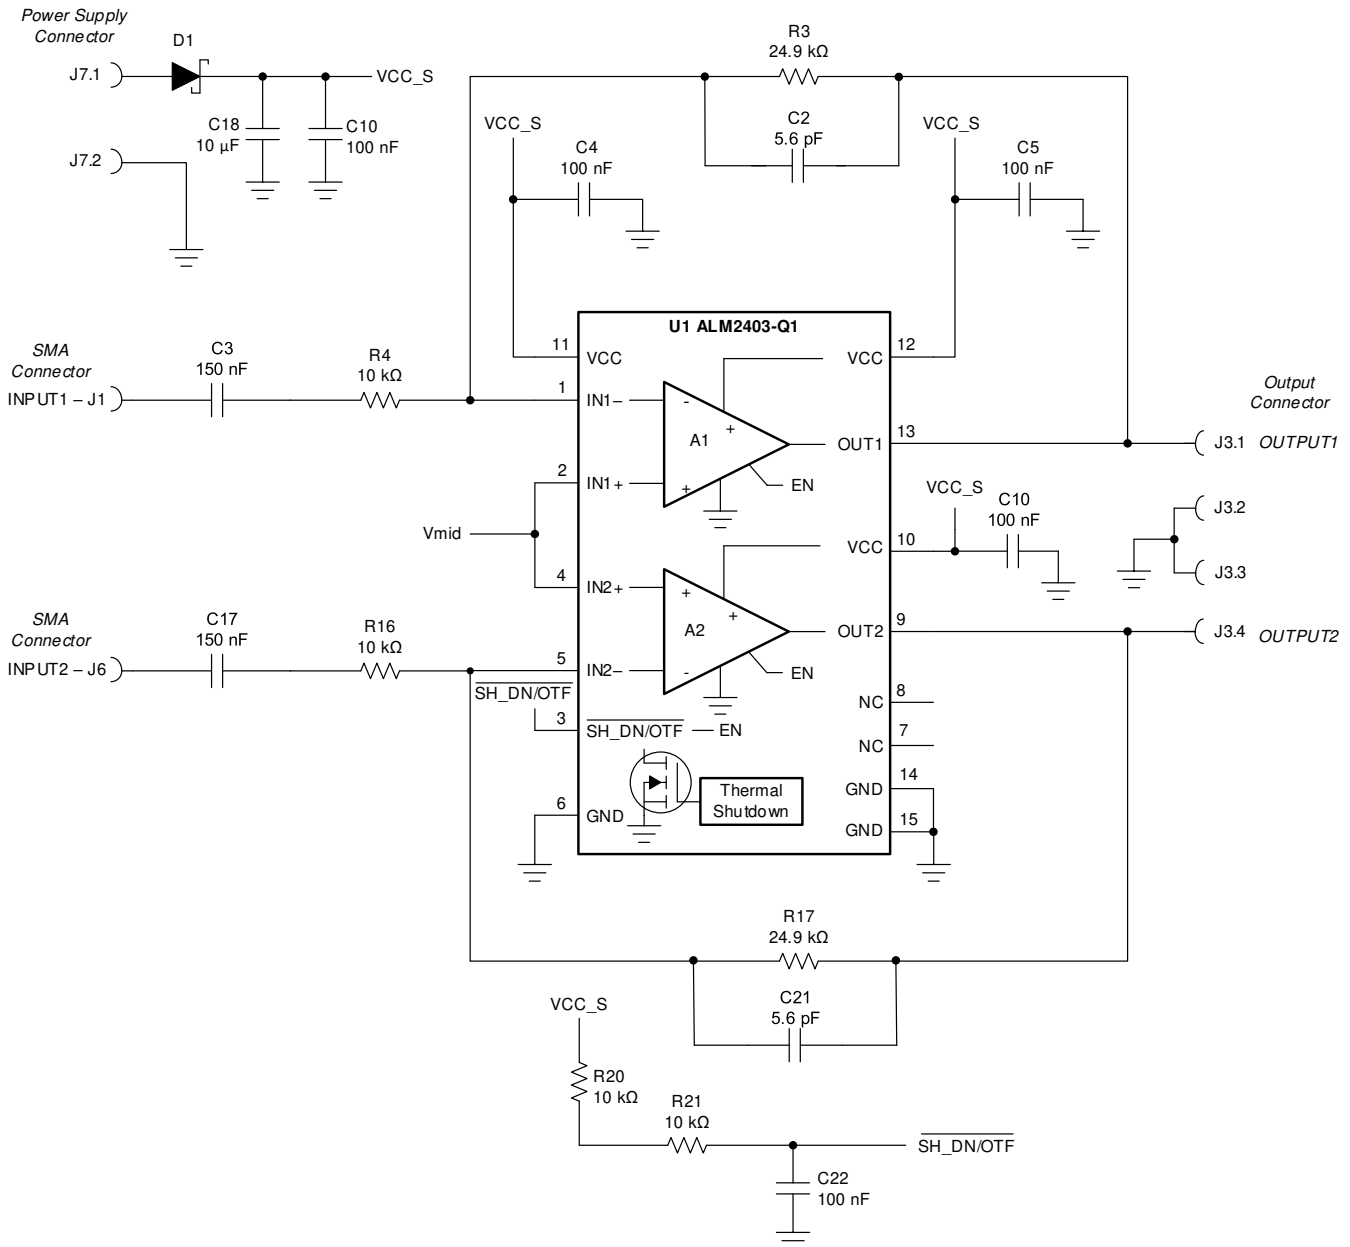 Power Supply
Connector
D1
J7.1
VCC_S
C18
10 µF
C10
100 nF
J7.2
R3
24.9 kΩ
C2
5.6 pF
VCC_S
C4
100 nF
VCC_S
C5
100 nF
U1 ALM2403-Q1
11
VCC
VCC
12
SMA
Connector
INPUT1 – J1
C3
150 nF
R4
10 kΩ
1
IN1–
-
+
A1
+
EN
OUT1
13
Output
Connector
J3.1
OUTPUT1
2
IN1+
Vmid
VCC_S
C10
100 nF
J3.2
J3.3
VCC
10
4
IN2+
+
+
A2
-
EN
OUT2
9
J3.4
OUTPUT2
SMA
Connector
INPUT2 – J6
C17
150 nF
R16
10 kΩ
5
IN2–
SH_DN/OTF
3
SH_DN/OTF
EN
NC
8
NC
7
Thermal
Shutdown
6
GND
GND
14
GND
15
R17
24.9 kΩ
C21
5.6 pF
VCC_S
R20
10 kΩ
R21
10 kΩ
SH_DN/OTF
C22
100 nF